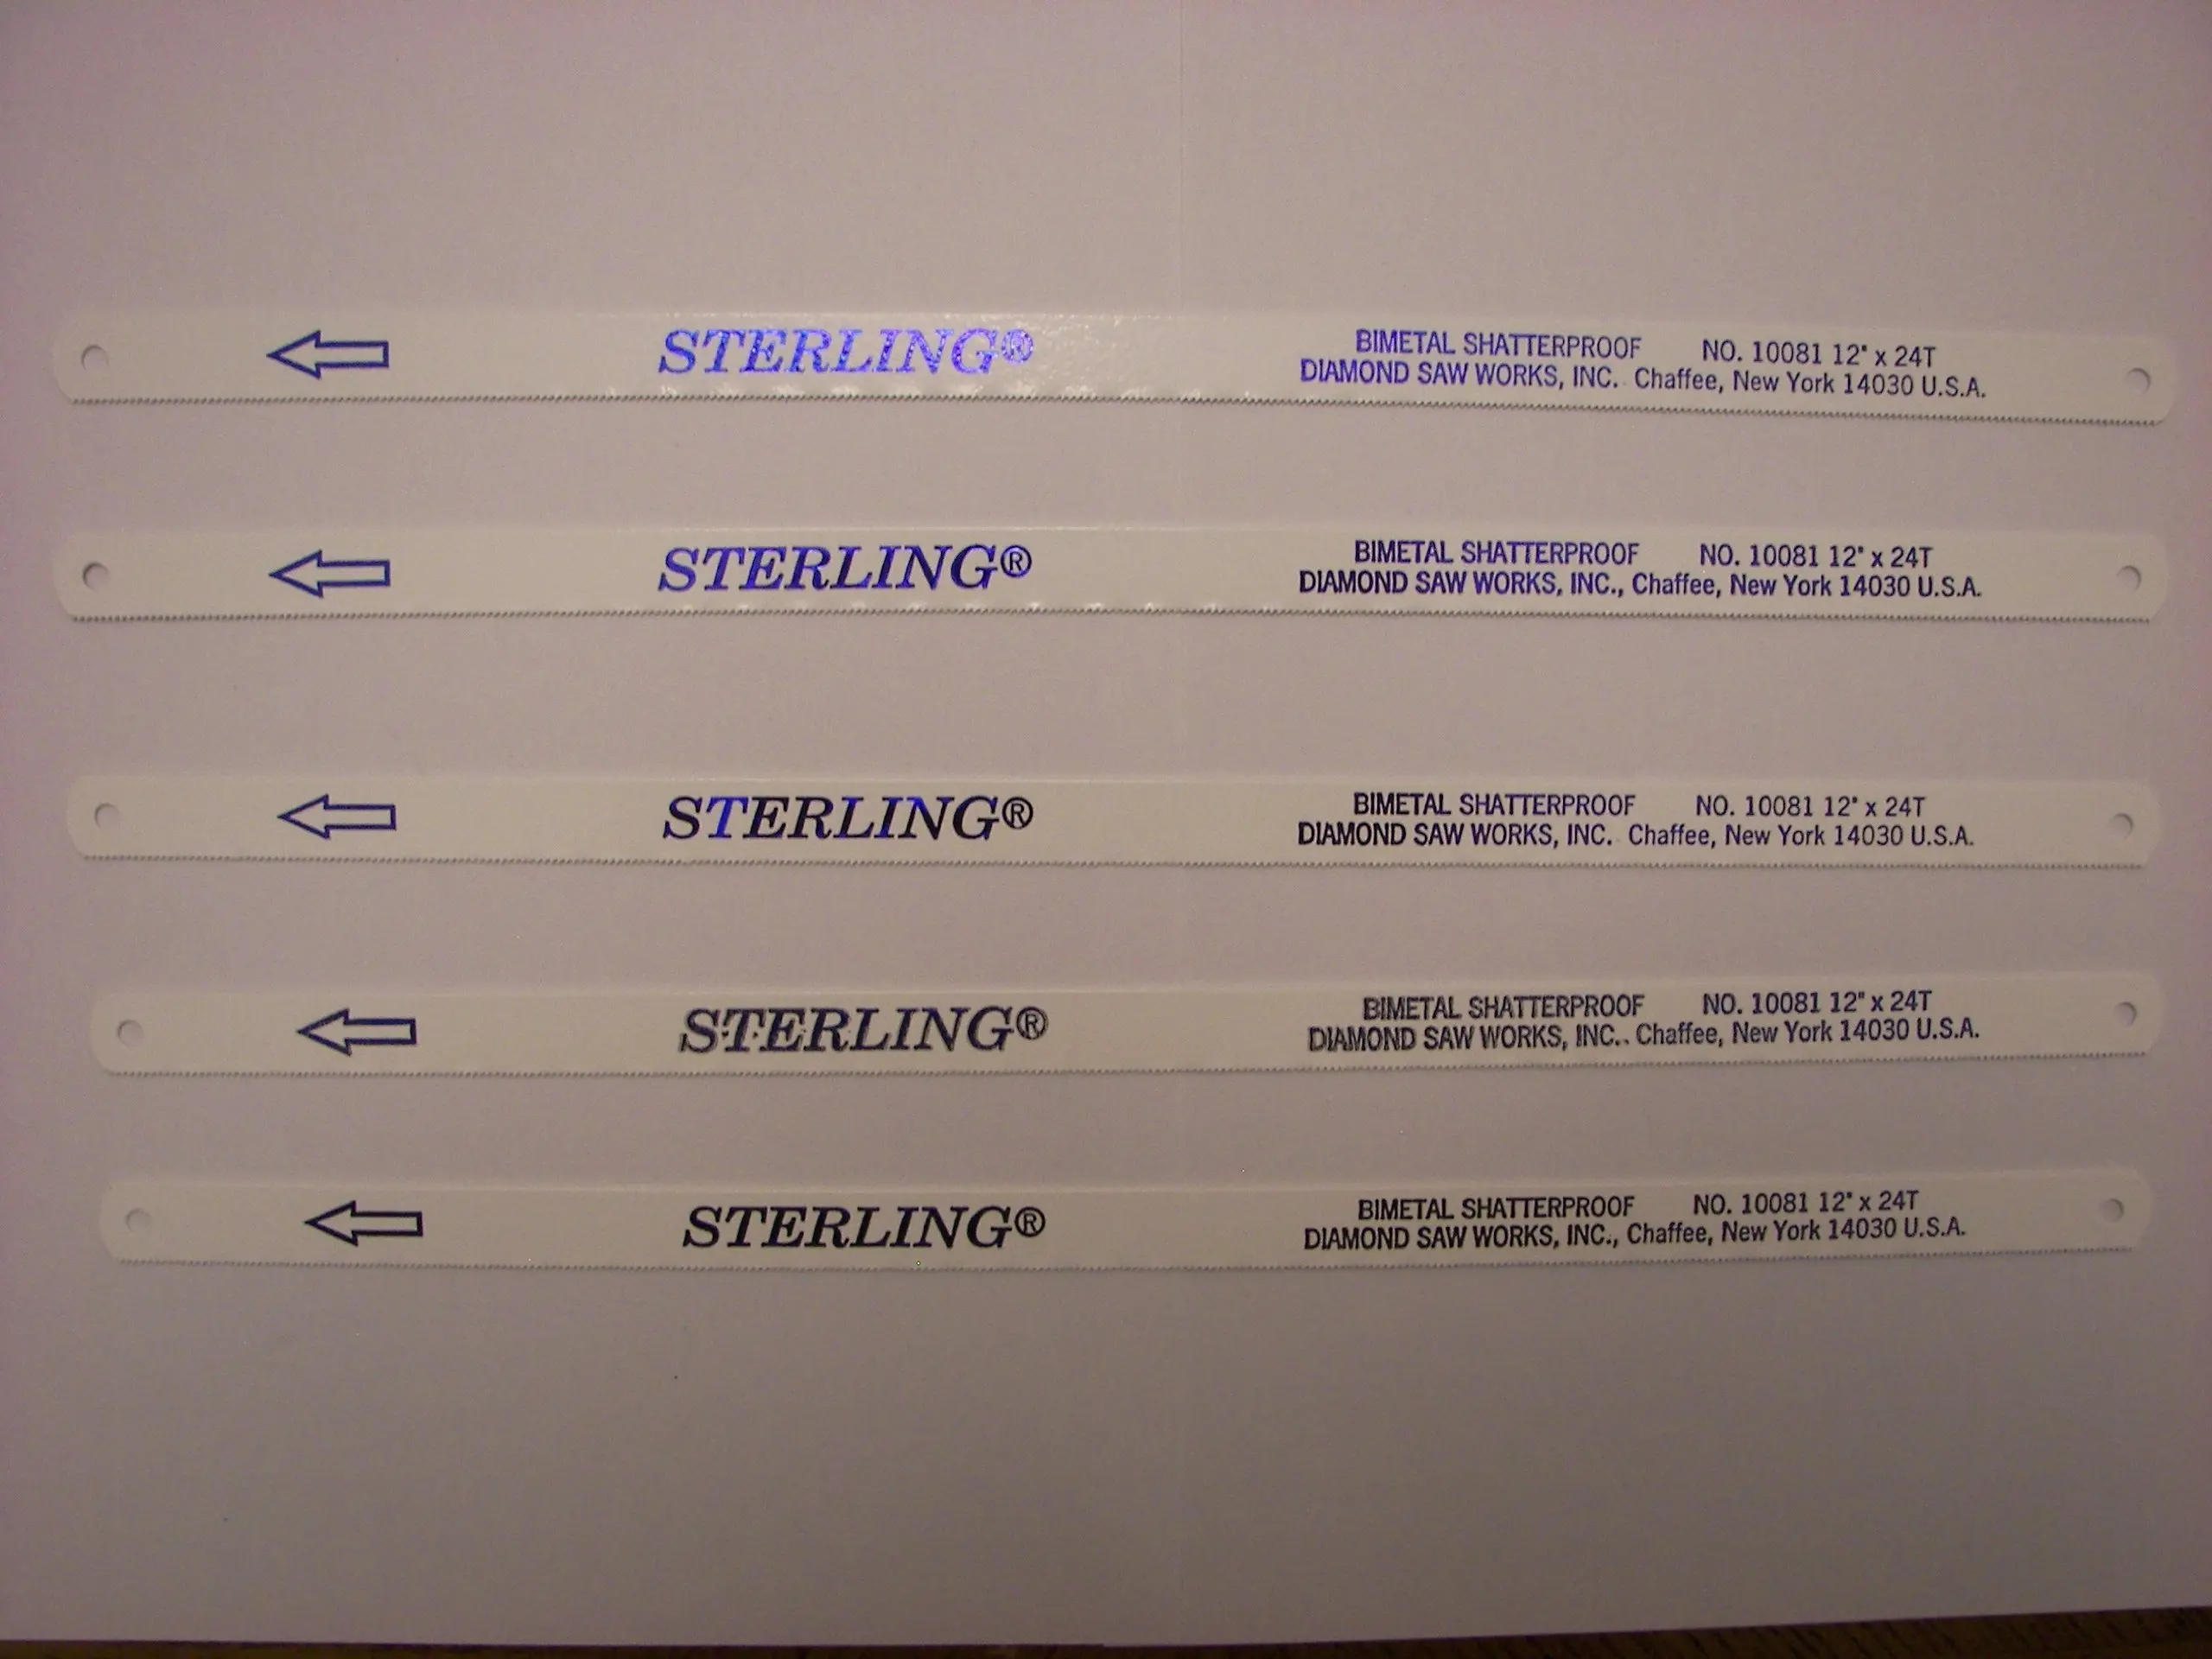 STERLING®
BIMETAL SHATTERPROOF NO. 10081 12" x 24T
DIAMOND SAW WORKS, INC. Chaffee, New York 14030 U.S.A.
STERLING®
BIMETAL SHATTERPROOF NO. 10081 12" x 24T
DIAMOND SAW WORKS, INC., Chaffee, New York 14030 U.S.A.
STERLING®
BIMETAL SHATTERPROOF NO. 10081 12" x 24T
DIAMOND SAW WORKS, INC. Chaffee, New York 14030 U.S.A.
STERLING®
BIMETAL SHATTERPROOF NO. 10081 12" x 24T
DIAMOND SAW WORKS, INC.. Chaffee, New York 14030 U.S.A.
STERLING®
BIMETAL SHATTERPROOF NO. 10081 12" x 24T
DIAMOND SAW WORKS, INC., Chaffee, New York 14030 U.S.A.